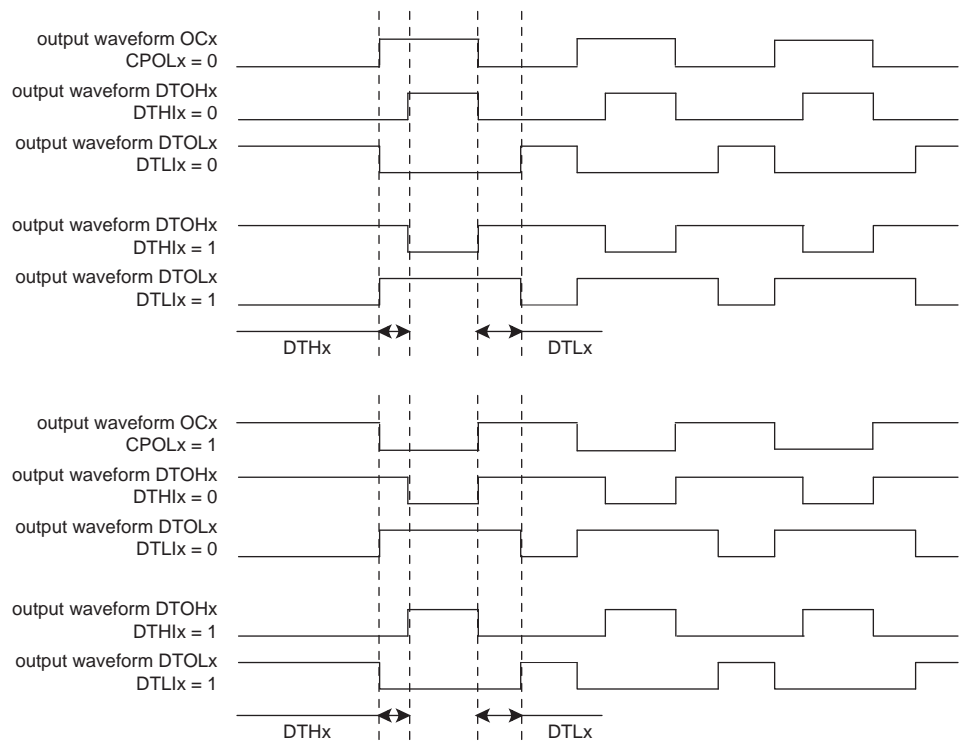 output waveform OCx
CPOLx = 0
output waveform DTOHx
DTHIx = 0
output waveform DTOLx
DTLIx = 0
output waveform DTOHx
DTHIx = 1
output waveform DTOLx
DTLIx = 1
DTHx
DTLx
output waveform OCx
CPOLx = 1
output waveform DTOHx
DTHIx = 0
output waveform DTOLx
DTLIx = 0
output waveform DTOHx
DTHIx = 1
output waveform DTOLx
DTLIx = 1
DTHx
DTLx